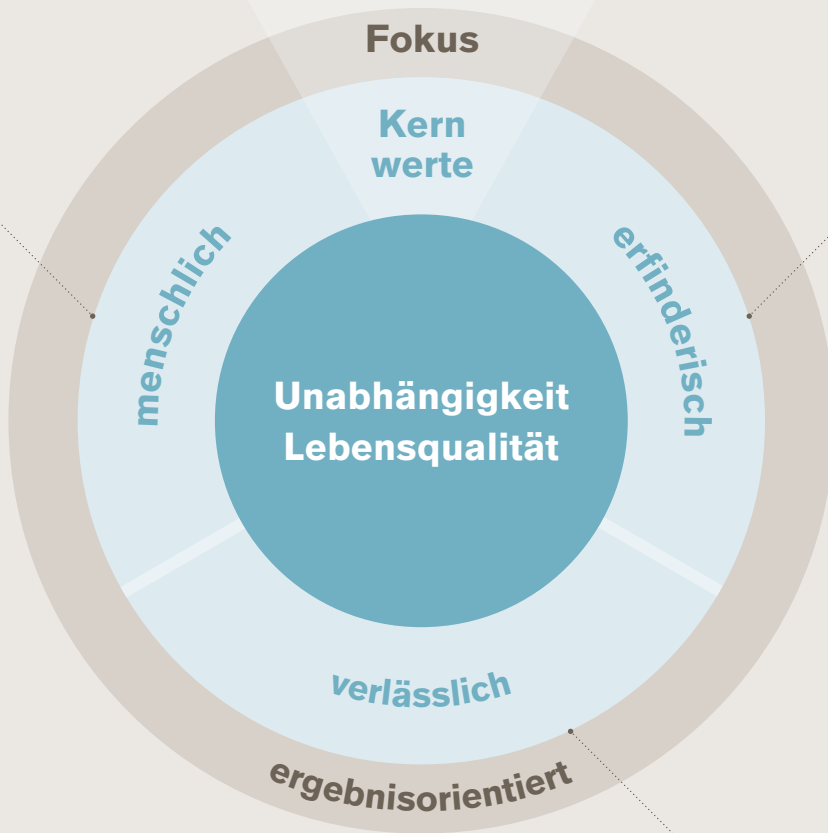 Fokus
Kern
werte
menschlich
erfinderisch
Unabhängigkeit
Lebensqualität
verlässlich
ergebnisorientiert